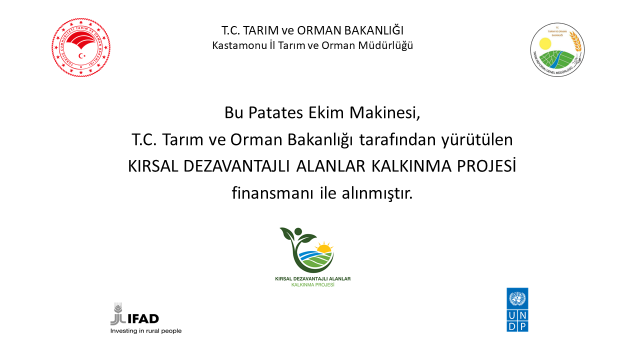 T.C. TARIM ve ORMAN BAKANLIĞI
Kastamonu İl Tarım ve Orman Müdürlüğü
Bu Patates Ekim Makinesi,
T.C. Tarım ve Orman Bakanlığı tarafından yürütülen
KIRSAL DEZAVANTAJLI ALANLAR KALKINMA PROJESİ
finansmanı ile alınmıştır.
KIRSAL DEZAVANTAJLI ALANLAR
KALKINMA PROJESİ
IFAD
Investing in rural people
U N
D P